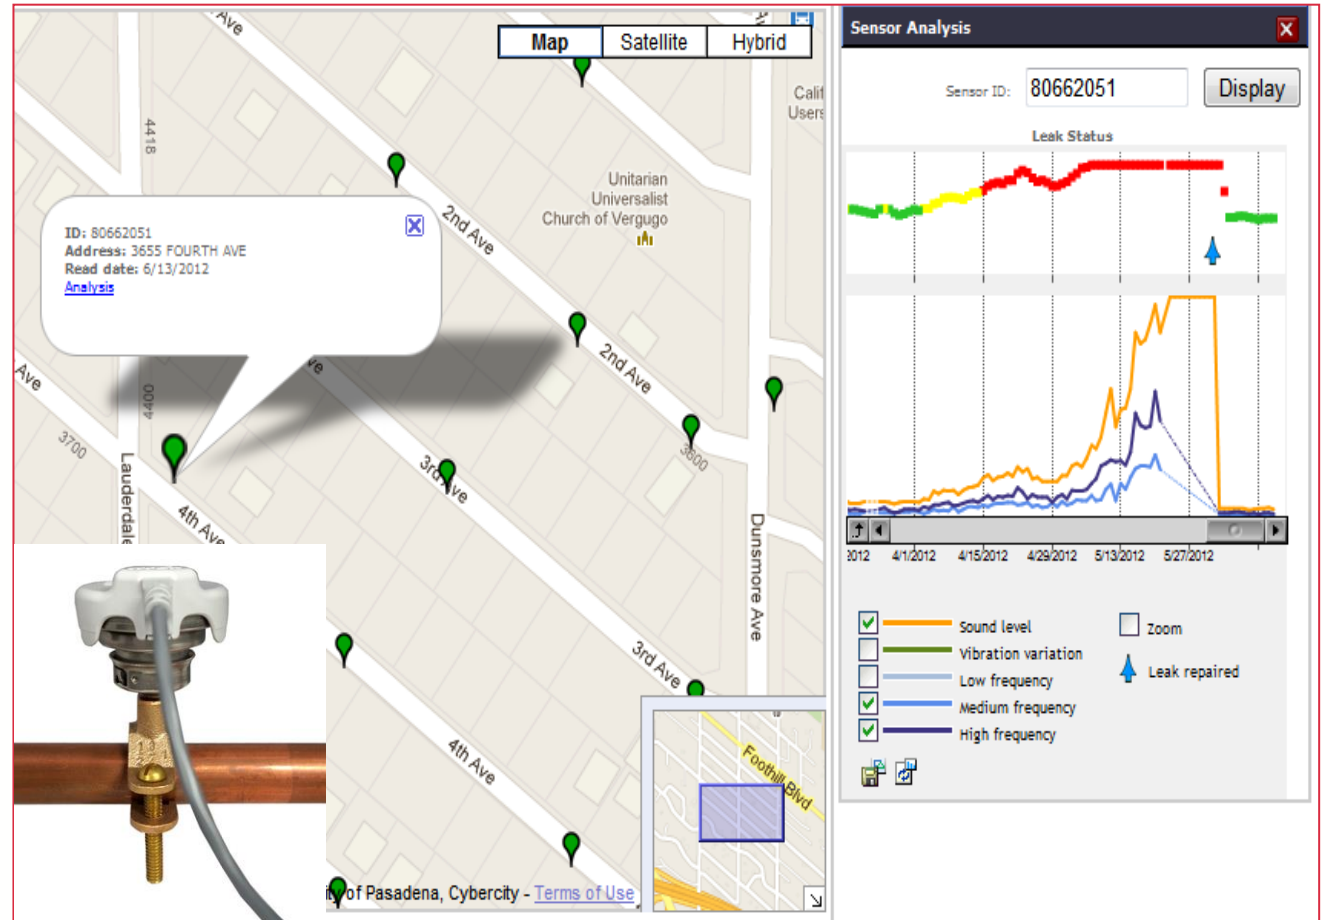 Ave
Map
Satellite
Hybrid
4418
Unitarian
Universalist
Church of Vergugo
Calif
Users
2nd Ave
ID: 80662051
Address: 3655 FOURTH AVE
Read date: 6/13/2012
Analysis
2nd Ave
Ave
ve
4400
3700
3600
3rd Ave
Lauderdale
4th Ave
Dunsmore Ave
3rd Ave
4th Ave
Foothill Blvd
ity of Pasadena, Cybercity - Terms of Use
Sensor Analysis
Sensor ID: 80662051 Display
Leak Status
2012 4/1/2012 4/15/2012 4/29/2012 5/13/2012 5/27/2012
Sound level
Vibration variation
Low frequency
Medium frequency
High frequency
Zoom
Leak repaired